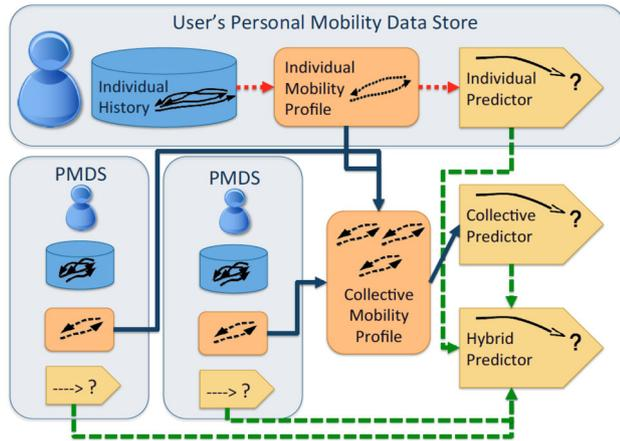 User's Personal Mobility Data Store
Individual
History
Individual
Mobility
Profile
Individual
Predictor
?
PMDS
PMDS
Collective
Mobility
Profile
Collective
Predictor
?
Hybrid
Predictor
?
----> ?
----> ?